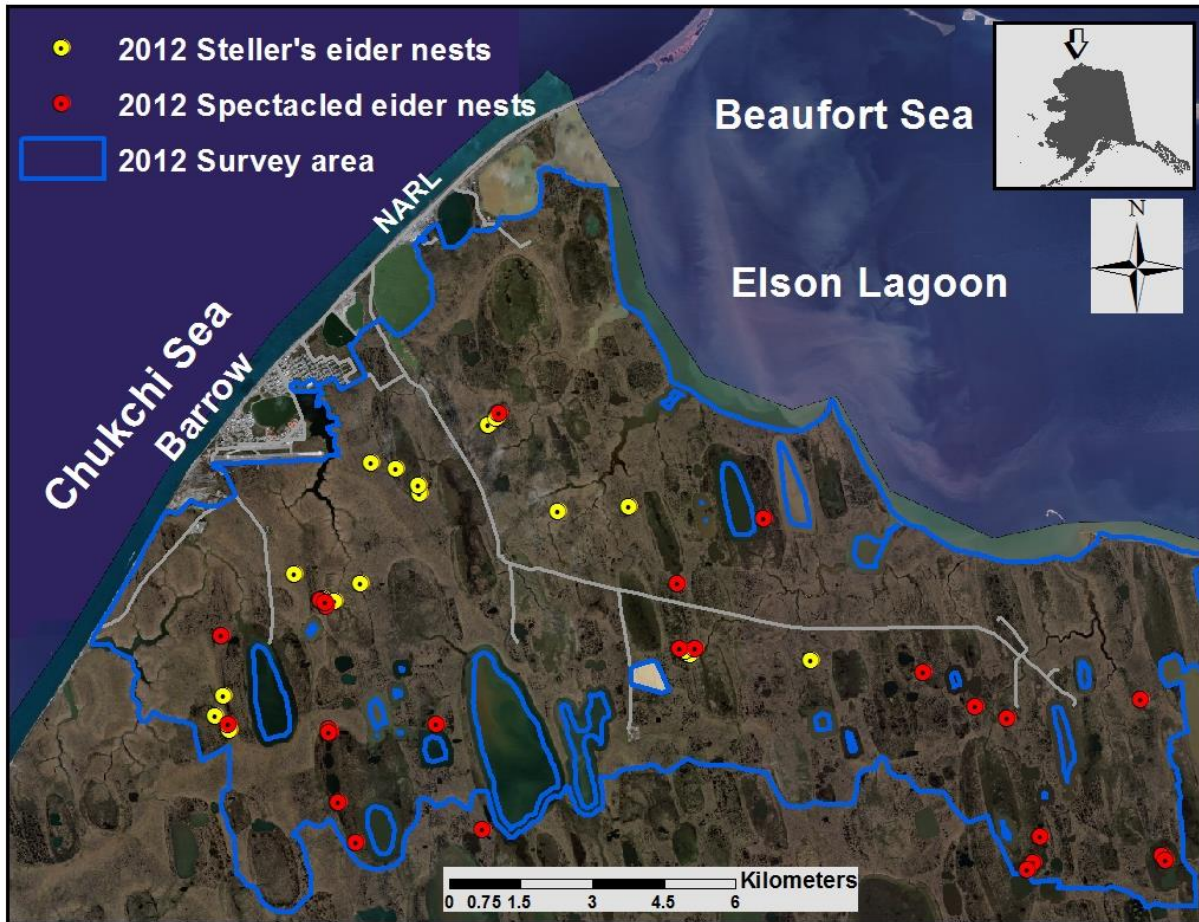 2012 Steller's eider nests
2012 Spectacled eider nests
2012 Survey area
Beaufort Sea
N
NARL
Elson Lagoon
Chukchi Sea
Barrow
Kilometers
0 0.75 1.5 3 4.5 6